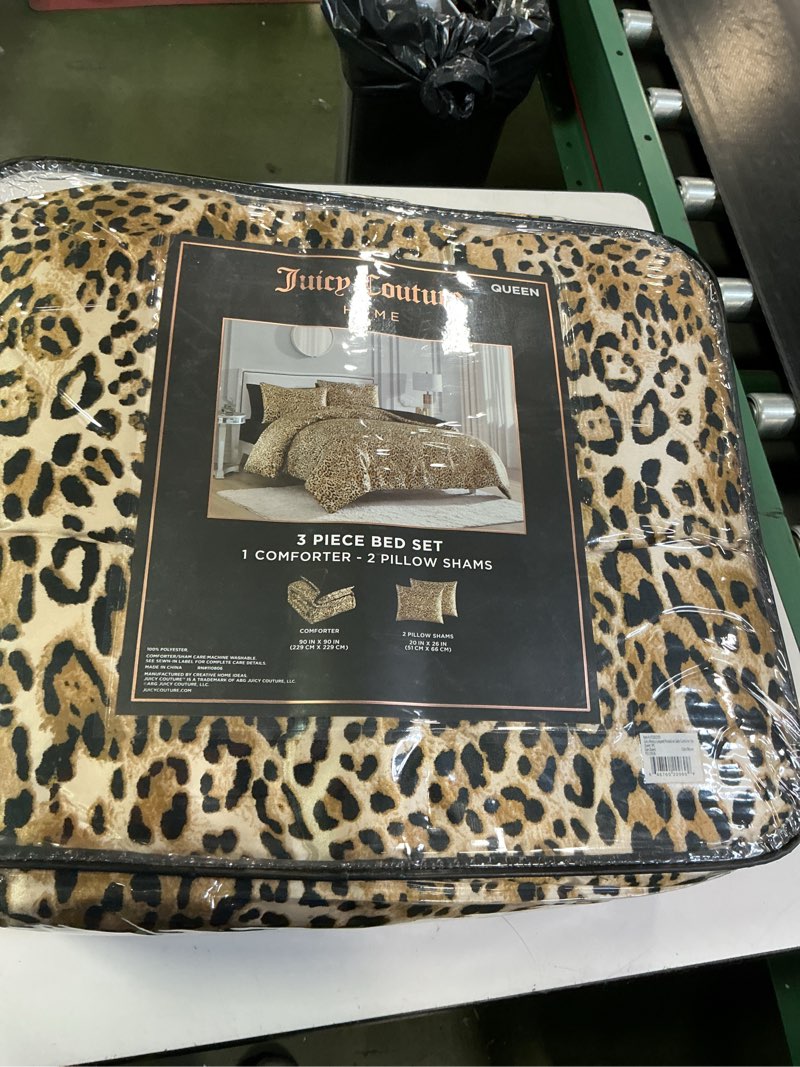 Juicy Couture
HOME
QUEEN
3 PIECE BED SET
1 COMFORTER - 2 PILLOW SHAMS
COMFORTER
90 IN X 90 IN
(229 CM X 229 CM)
2 PILLOW SHAMS
20 IN X 26 IN
(51 CM X 66 CM)
100% POLYESTER.
COMFORTER/SHAM CARE:MACHINE WASHABLE.
SEE SEWN-IN LABEL FOR COMPLETE CARE DETAILS.
MADE IN CHINA RN#110806
MANUFACTURED BY CREATIVE HOME IDEAS.
JUICY COUTURE™ IS A TRADEMARK OF ABG JUICY COUTURE, LLC.
©ABG JUICY COUTURE, LLC.
JUICYCOUTURE.COM